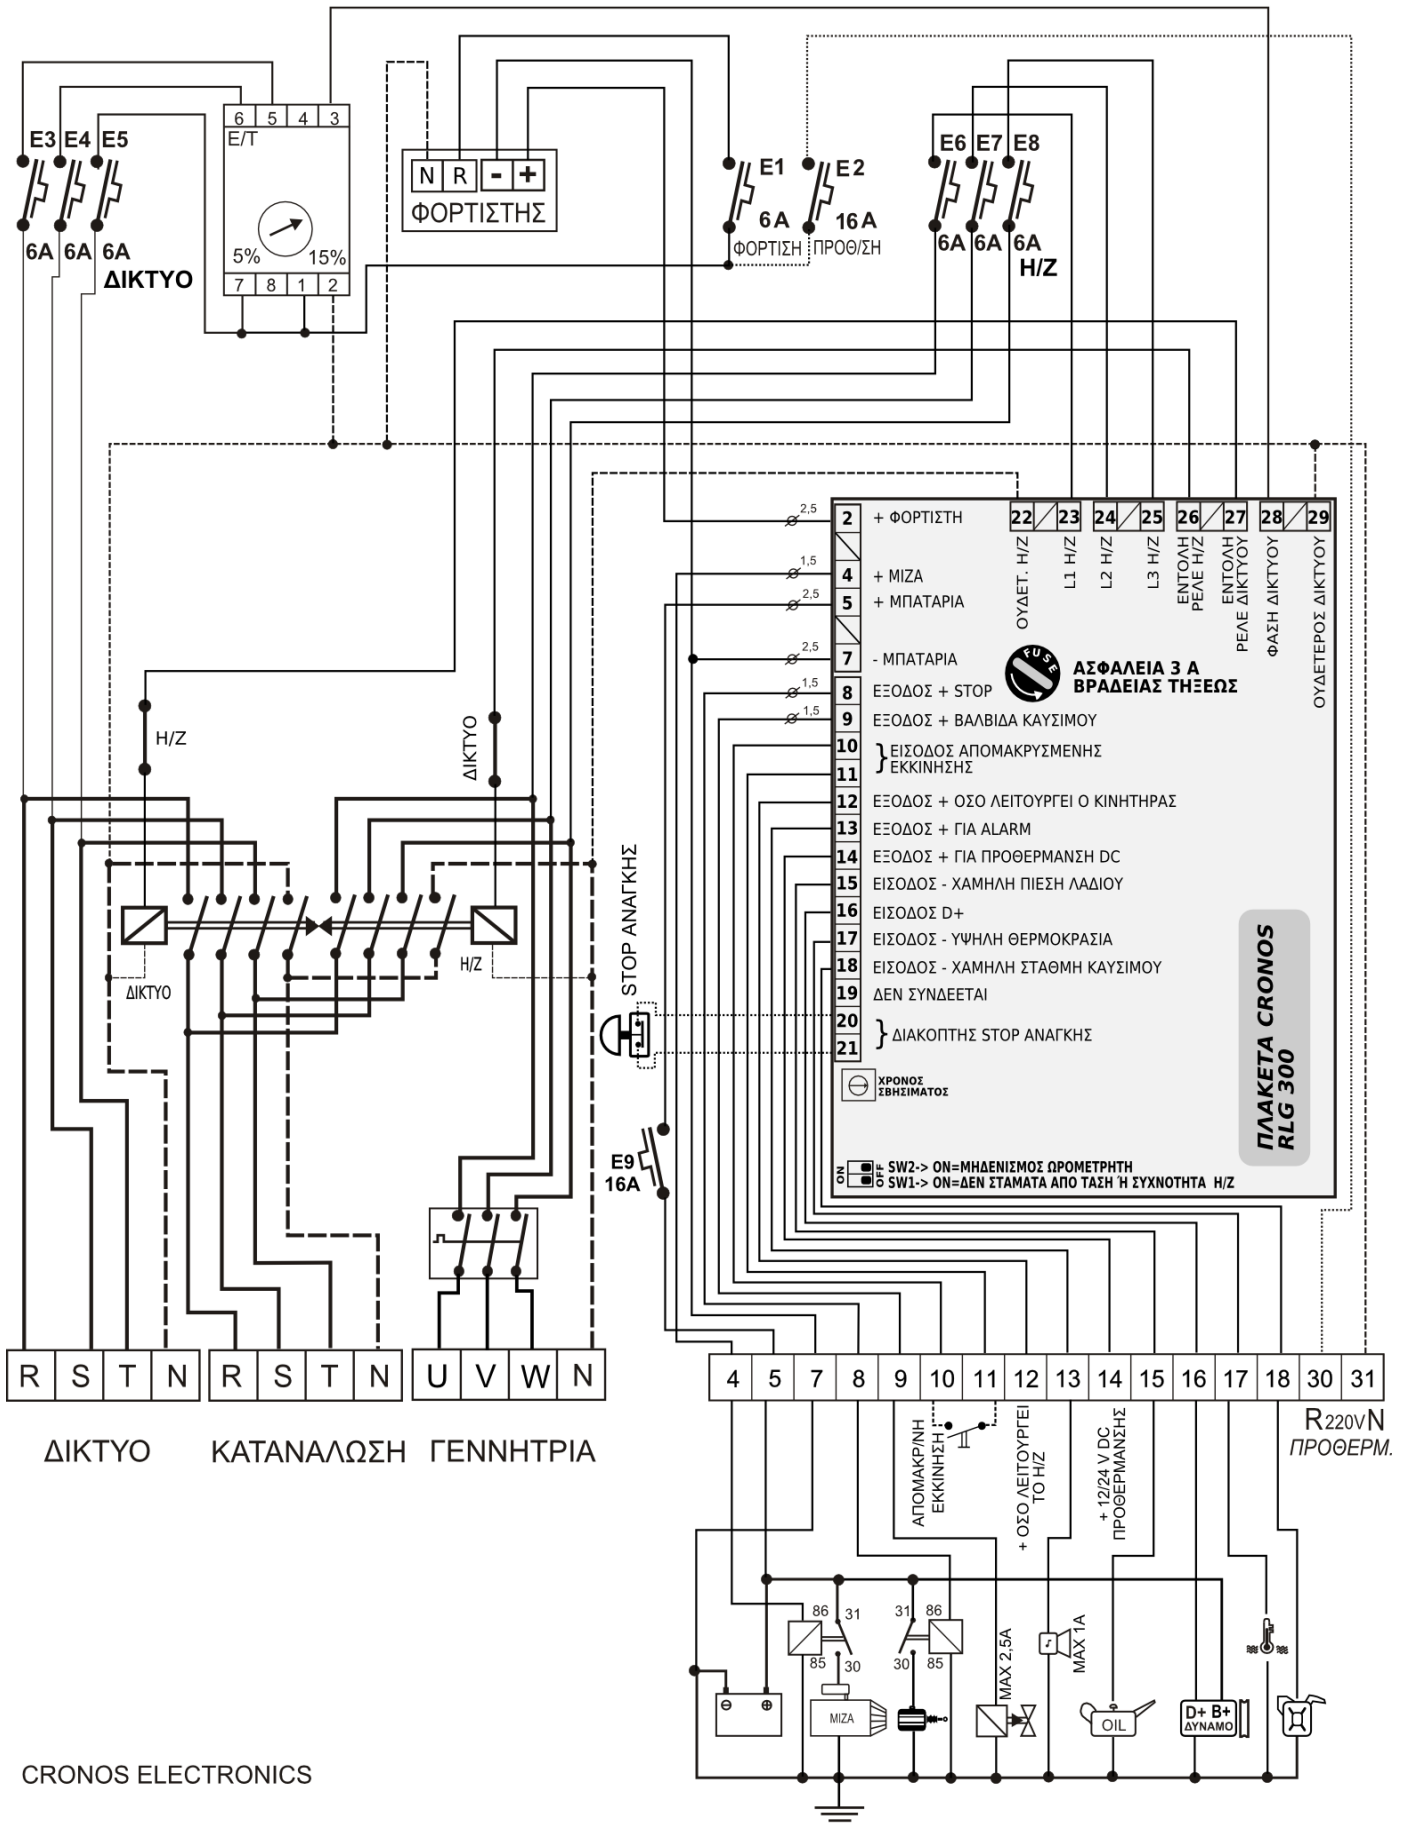 6 5 4 3
E/T
5% 15%
7 8 1 2
E3 E4 E5
6A 6A 6A
ΔΙΚΤΥΟ
N R - +
ΦΟΡΤΙΣΤΗΣ
E1
6A
ΦΟΡΤΙΣΗ
E2
16A
ΠΡΟΘ/ΣΗ
E6 E7 E8
6A 6A 6A
Η/Ζ
22 23 24 25 26 27 28 29
ΟΥΔΕΤ. Η/Ζ
L1 Η/Ζ
L2 Η/Ζ
L3 Η/Ζ
ΕΝΤΟΛΗ
ΡΕΛΕ Η/Ζ
ΕΝΤΟΛΗ
ΡΕΛΕ ΔΙΚΤΥΟΥ
ΦΑΣΗ ΔΙΚΤΥΟΥ
ΟΥΔΕΤΕΡΟΣ ΔΙΚΤΥΟΥ
2,5
2 + ΦΟΡΤΙΣΤΗ
1,5
4 + ΜΙΖΑ
2,5
5 + ΜΠΑΤΑΡΙΑ
2,5
7 - ΜΠΑΤΑΡΙΑ
1,5
8 ΕΞΟΔΟΣ + STOP
1,5
9 ΕΞΟΔΟΣ + ΒΑΛΒΙΔΑ ΚΑΥΣΙΜΟΥ
10
11
} ΕΙΣΟΔΟΣ ΑΠΟΜΑΚΡΥΣΜΕΝΗΣ
ΕΚΚΙΝΗΣΗΣ
12 ΕΞΟΔΟΣ + ΟΣΟ ΛΕΙΤΟΥΡΓΕΙ Ο ΚΙΝΗΤΗΡΑΣ
13 ΕΞΟΔΟΣ + ΓΙΑ ALARM
14 ΕΞΟΔΟΣ + ΓΙΑ ΠΡΟΘΕΡΜΑΝΣΗ DC
15 ΕΙΣΟΔΟΣ - ΧΑΜΗΛΗ ΠΙΕΣΗ ΛΑΔΙΟΥ
16 ΕΙΣΟΔΟΣ D+
17 ΕΙΣΟΔΟΣ - ΥΨΗΛΗ ΘΕΡΜΟΚΡΑΣΙΑ
18 ΕΙΣΟΔΟΣ - ΧΑΜΗΛΗ ΣΤΑΘΜΗ ΚΑΥΣΙΜΟΥ
19 ΔΕΝ ΣΥΝΔΕΕΤΑΙ
20
21
} ΔΙΑΚΟΠΤΗΣ STOP ΑΝΑΓΚΗΣ
FUSE
ΑΣΦΑΛΕΙΑ 3 Α
ΒΡΑΔΕΙΑΣ ΤΗΞΕΩΣ
ΧΡΟΝΟΣ
ΣΒΗΣΙΜΑΤΟΣ
ON OFF
SW2-> ON=ΜΗΔΕΝΙΣΜΟΣ ΩΡΟΜΕΤΡΗΤΗ
SW1-> ON=ΔΕΝ ΣΤΑΜΑΤΑ ΑΠΟ ΤΑΣΗ Ή ΣΥΧΝΟΤΗΤΑ Η/Ζ
ΠΛΑΚΕΤΑ CRONOS
RLG 300
Η/Ζ
ΔΙΚΤΥΟ
ΔΙΚΤΥΟ
Η/Ζ
STOP ΑΝΑΓΚΗΣ
E9
16A
R S T N
ΔΙΚΤΥΟ
R S T N
ΚΑΤΑΝΑΛΩΣΗ
U V W N
ΓΕΝΝΗΤΡΙΑ
4 5 7 8 9 10 11 12 13 14 15 16 17 18 30 31
R 220V N
ΠΡΟΘΕΡΜ.
ΑΠΟΜΑΚΡ/ΝΗ
ΕΚΚΙΝΗΣΗ
+ ΟΣΟ ΛΕΙΤΟΥΡΓΕΙ
ΤΟ Η/Ζ
+ 12/24 V DC
ΠΡΟΘΕΡΜΑΝΣΗΣ
86 31
85 30
31 86
30 85
MAX 2,5A
MAX 1A
ΜΙΖΑ
OIL
D+ B+
ΔΥΝΑΜΟ
CRONOS ELECTRONICS